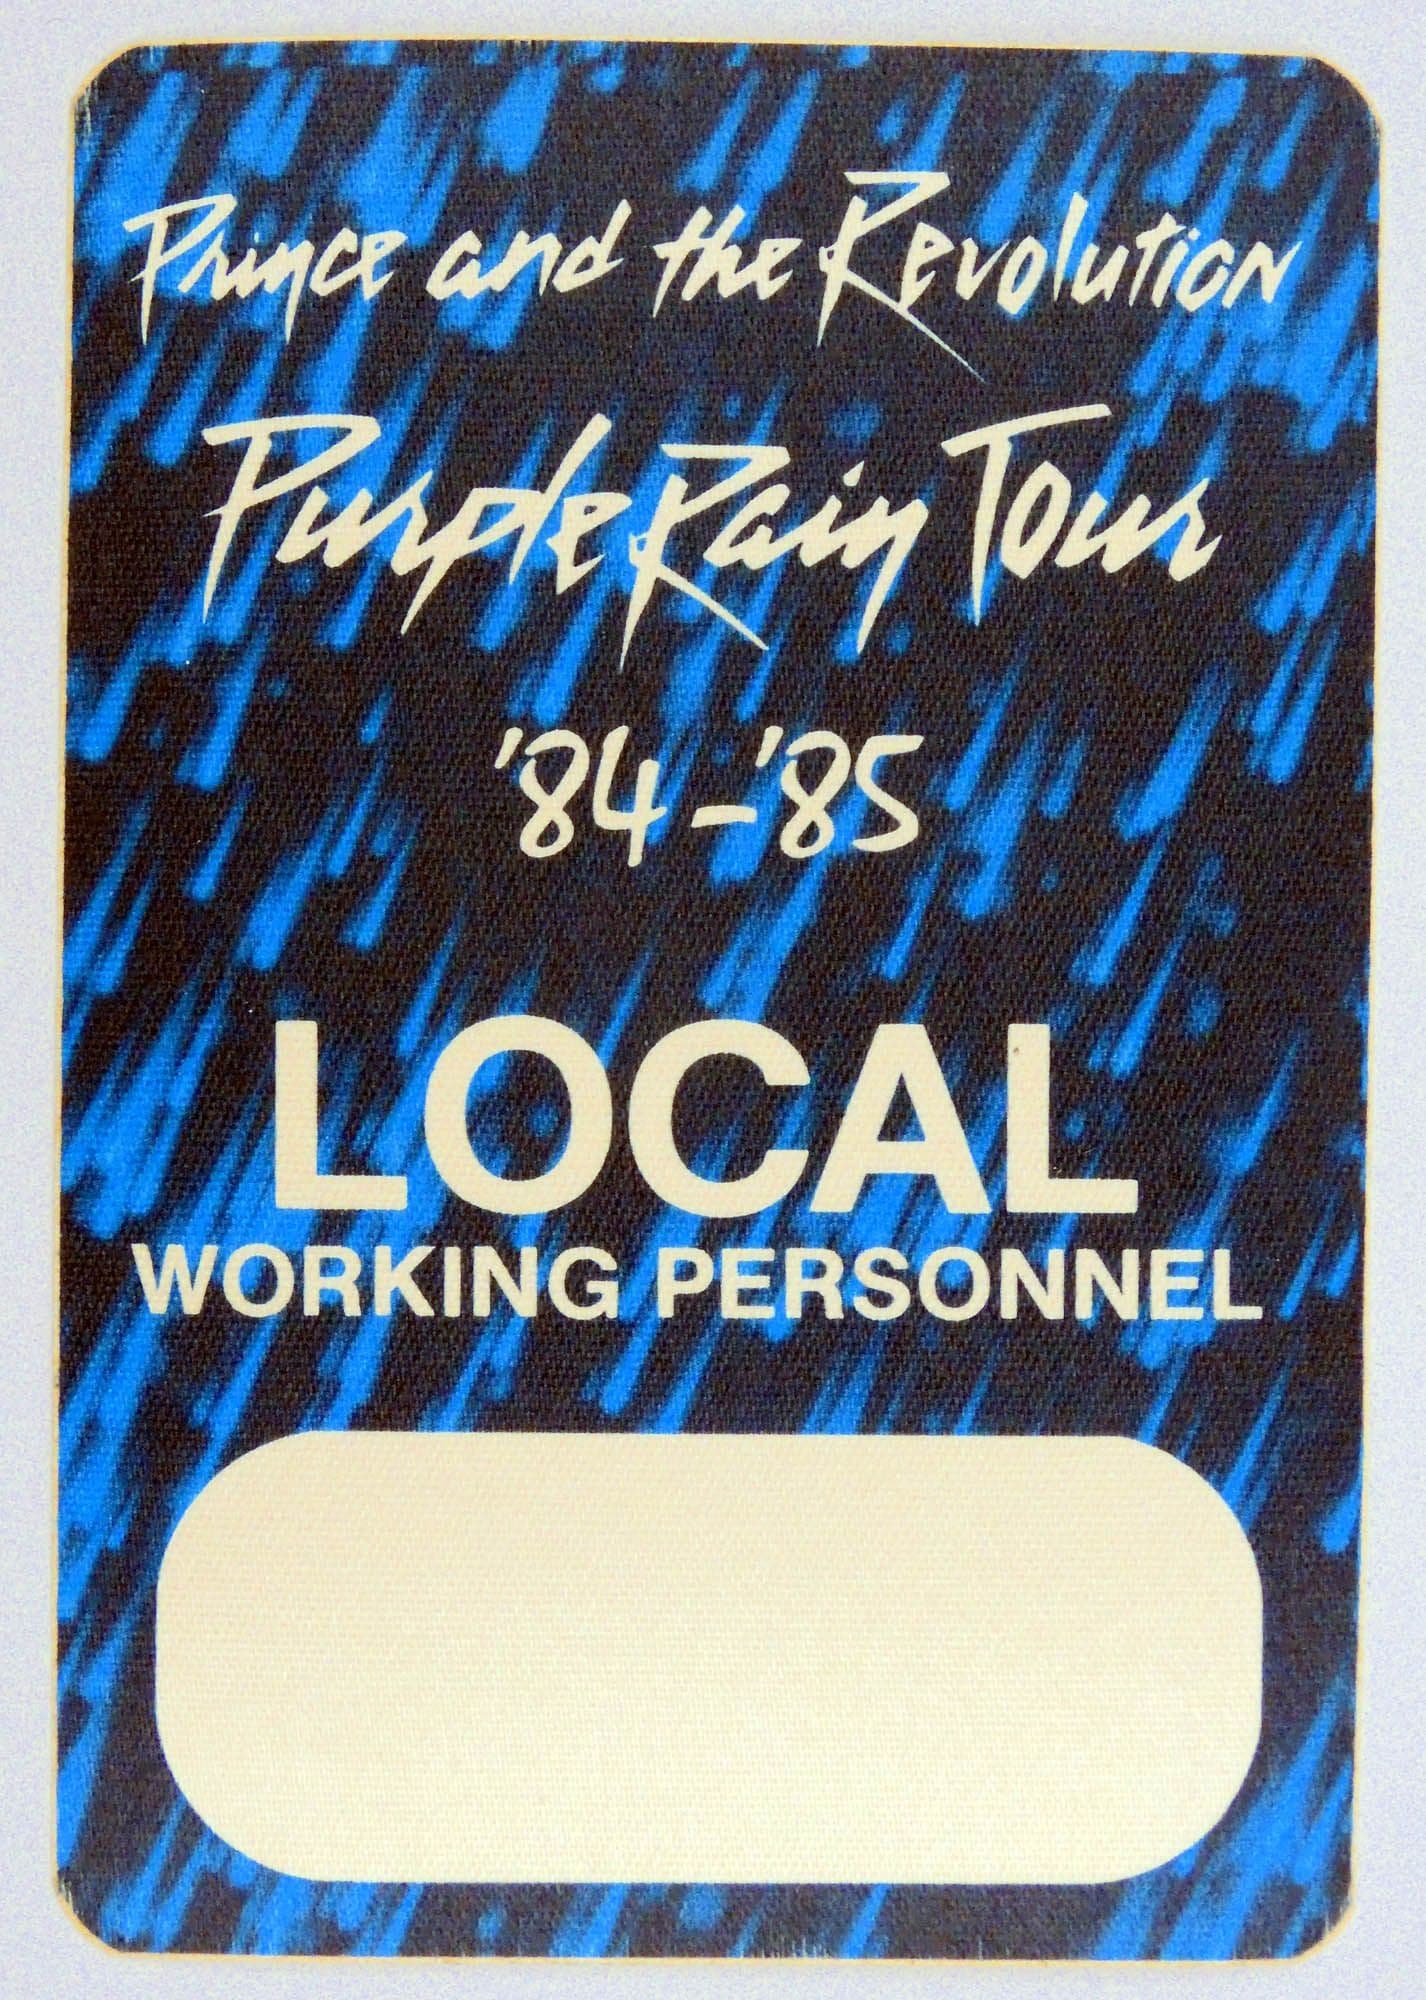 Prince and the Revolution
Purple Rain Tour
'84-'85
LOCAL
WORKING PERSONNEL